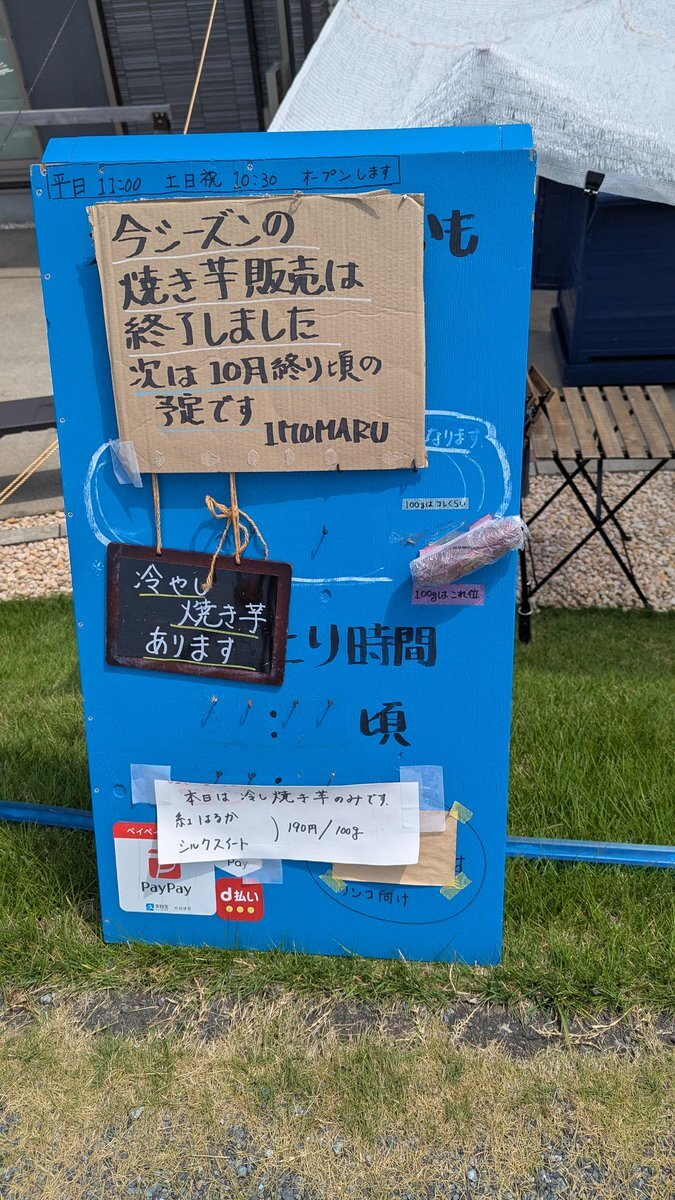 平日 11:00 土日祝 10:30 オープンします
も
今シーズンの
焼き芋販売は
終了しました
次は10月終り頃の
予定です IMOMARU
なります
100gはコレくらい
100gはこれ位
冷やし
焼き芋
あります
り時間
: 頃
本日は冷し焼き芋のみです
紅はるか
シルクスイート
)190円/100g
PayPay
Pay
d払い
向け